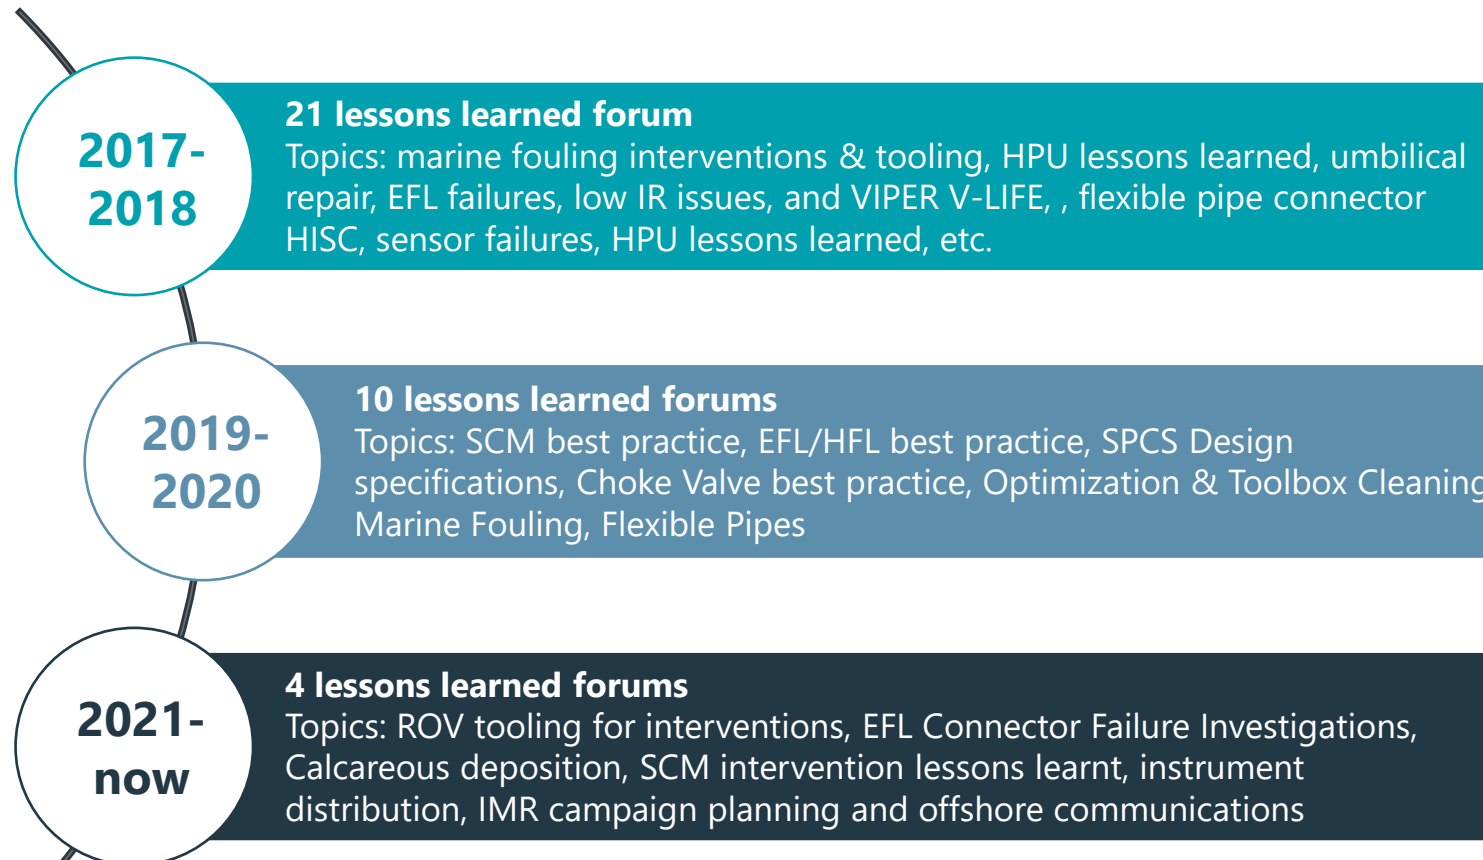 2017-
2018
21 lessons learned forum
Topics: marine fouling interventions & tooling, HPU lessons learned, umbilical
repair, EFL failures, low IR issues, and VIPER V-LIFE, , flexible pipe connector
HISC, sensor failures, HPU lessons learned, etc.
2019-
2020
10 lessons learned forums
Topics: SCM best practice, EFL/HFL best practice, SPCS Design
specifications, Choke Valve best practice, Optimization & Toolbox Cleaning
Marine Fouling, Flexible Pipes
2021-
now
4 lessons learned forums
Topics: ROV tooling for interventions, EFL Connector Failure Investigations,
Calcareous deposition, SCM intervention lessons learnt, instrument
distribution, IMR campaign planning and offshore communications